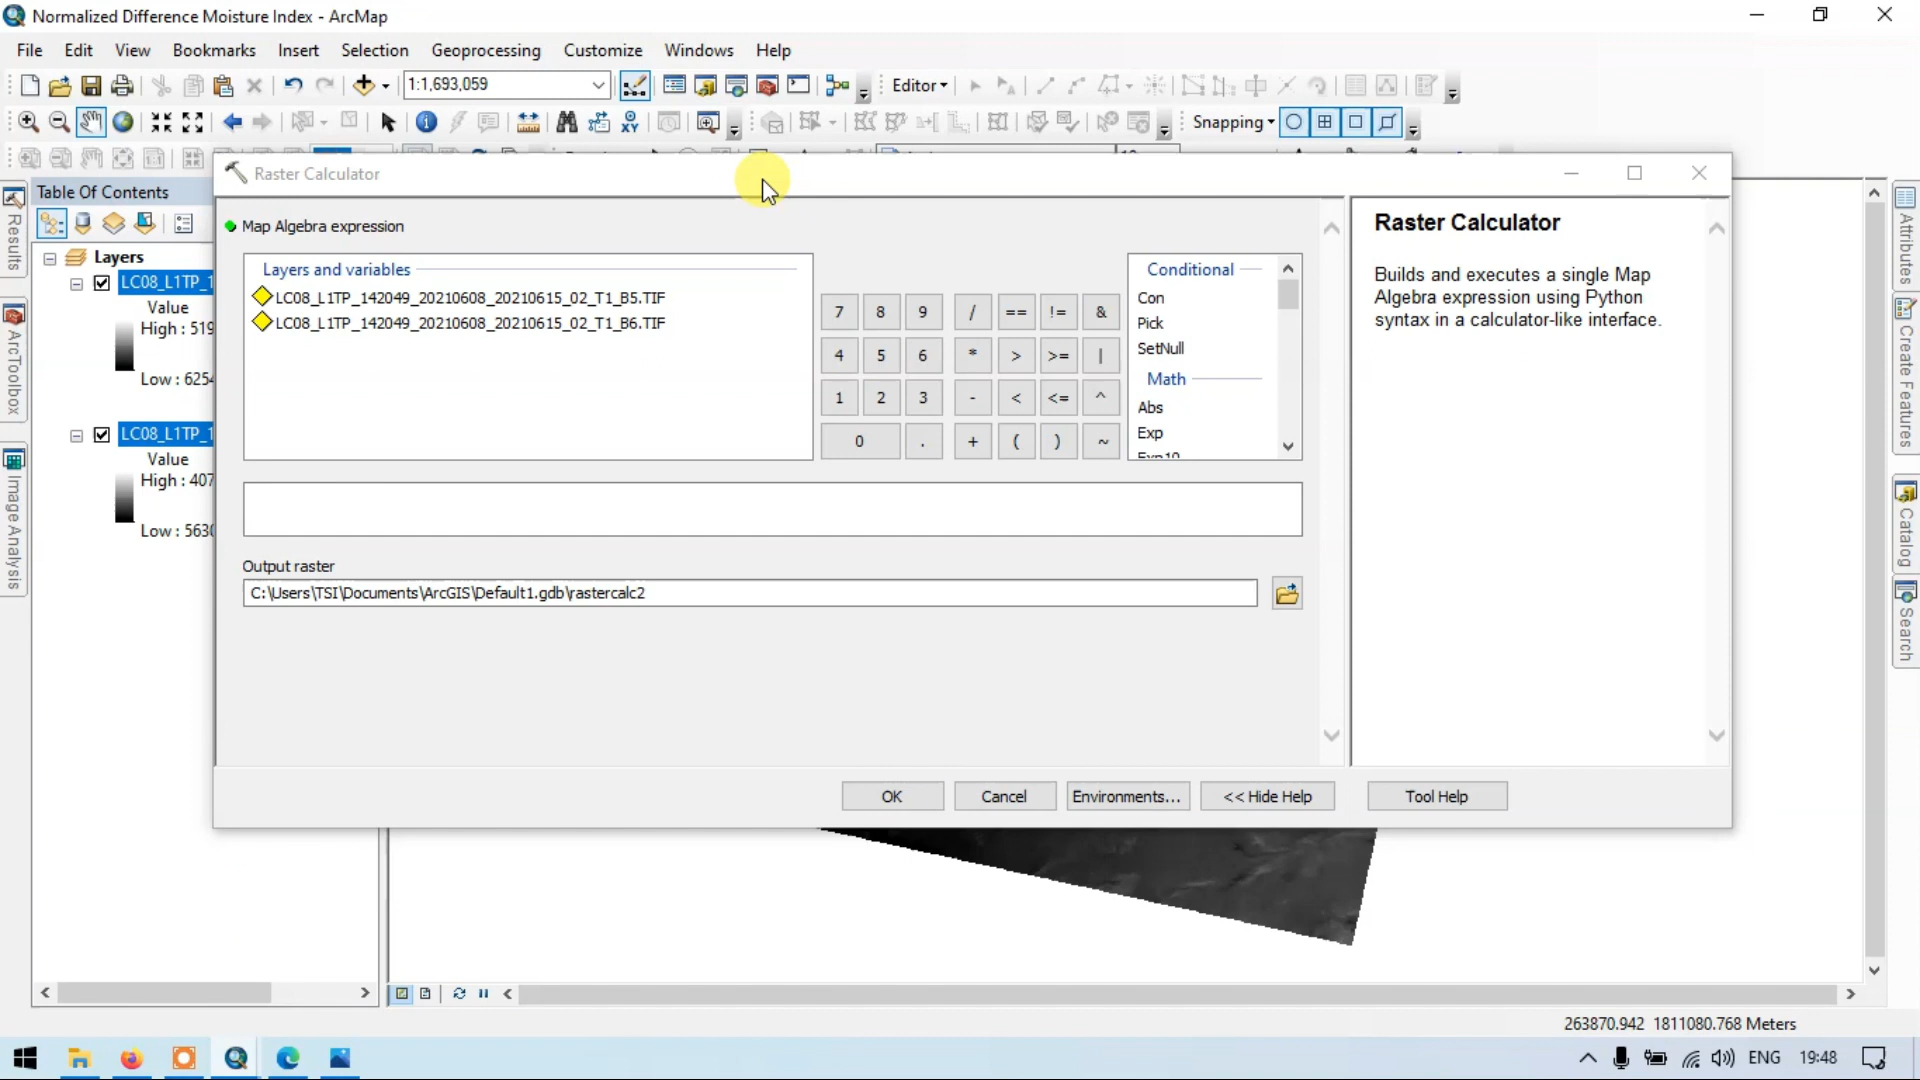 Normalized Difference Moisture Index - ArcMap
File Edit View Bookmarks Insert Selection Geoprocessing Customize Windows Help
1:1,693,059
Editor
Snapping
Table Of Contents
Layers
LC08_L1TP_1
Value
High : 519
Low : 6254
LC08_L1TP_1
Value
High : 407
Low : 5630
Results
ArcToolbox
Image Analysis
Raster Calculator
Map Algebra expression
Layers and variables
LC08_L1TP_142049_20210608_20210615_02_T1_B5.TIF
LC08_L1TP_142049_20210608_20210615_02_T1_B6.TIF
7 8 9 / == != &
4 5 6 * > >= |
1 2 3 - < <= ^
0 . + ( ) ~
Conditional
Con
Pick
SetNull
Math
Abs
Exp
Exp10
Output raster
C:\Users\TSI\Documents\ArcGIS\Default1.gdb\rastercalc2
OK Cancel Environments... << Hide Help Tool Help
Raster Calculator
Builds and executes a single Map
Algebra expression using Python
syntax in a calculator-like interface.
Attributes
Create Features
Catalog
Search
263870.942 1811080.768 Meters
ENG 19:48